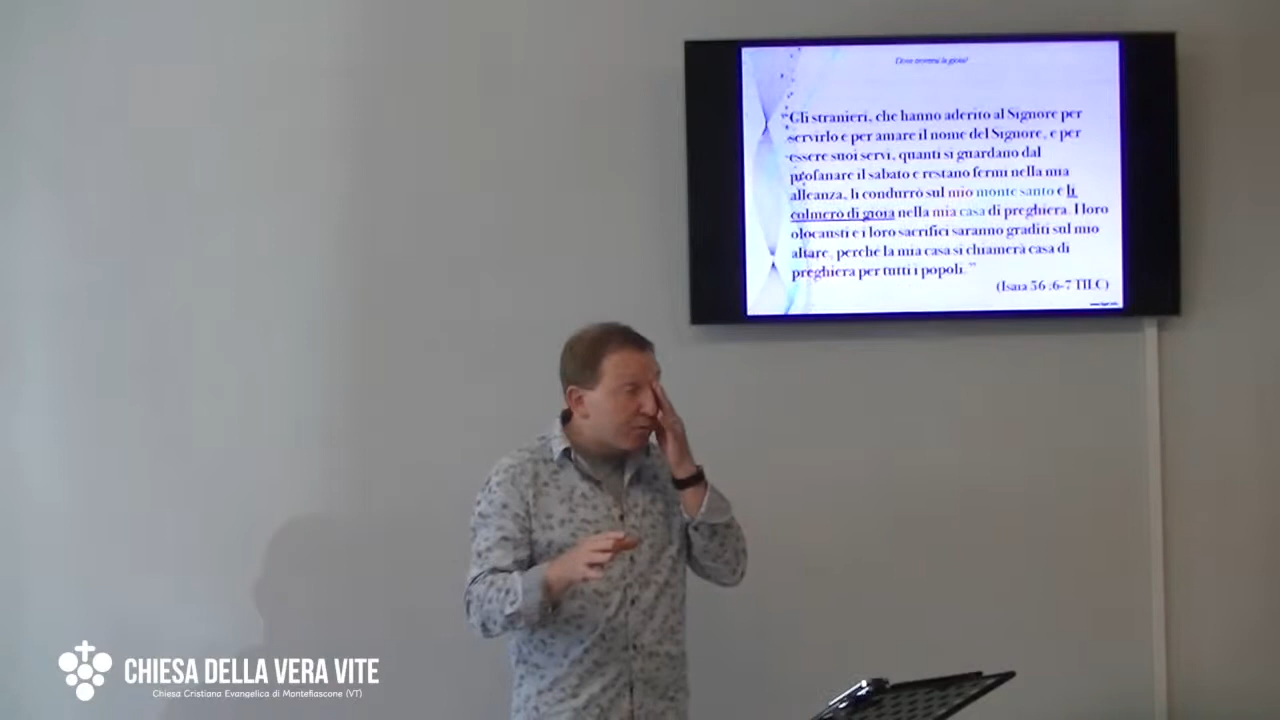 Dove troverai la gioia?
"Gli stranieri, che hanno aderito al Signore per
servirlo e per amare il nome del Signore, e per
essere suoi servi, quanti si guardano dal
profanare il sabato e restano fermi nella mia
alleanza, li condurrò sul mio monte santo e li
colmerò di gioia nella mia casa di preghiera. I loro
olocausti e i loro sacrifici saranno graditi sul mio
altare, perché la mia casa si chiamerà casa di
preghiera per tutti i popoli."
(Isaia 56 :6-7 TILC)
CHIESA DELLA VERA VITE
Chiesa Cristiana Evangelica di Montefiascone (VT)